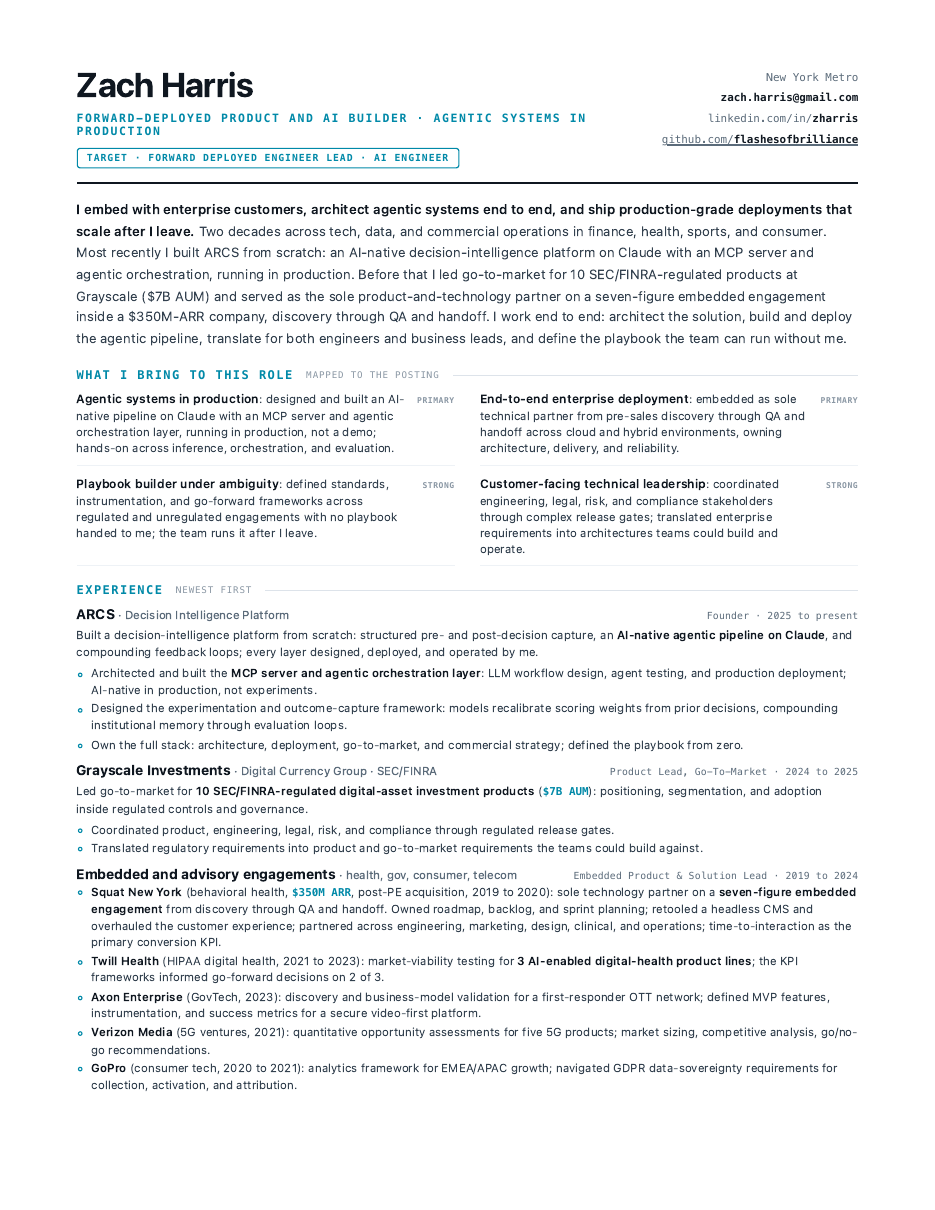 Zach Harris
FORWARD-DEPLOYED PRODUCT AND AI BUILDER · AGENTIC SYSTEMS IN
PRODUCTION
TARGET · FORWARD DEPLOYED ENGINEER LEAD · AI ENGINEER
New York Metro
zach.harris@gmail.com
linkedin.com/in/zharris
github.com/flashesofbrilliance
I embed with enterprise customers, architect agentic systems end to end, and ship production-grade deployments that
scale after I leave. Two decades across tech, data, and commercial operations in finance, health, sports, and consumer.
Most recently I built ARCS from scratch: an AI-native decision-intelligence platform on Claude with an MCP server and
agentic orchestration, running in production. Before that I led go-to-market for 10 SEC/FINRA-regulated products at
Grayscale ($7B AUM) and served as the sole product-and-technology partner on a seven-figure embedded engagement
inside a $350M-ARR company, discovery through QA and handoff. I work end to end: architect the solution, build and deploy
the agentic pipeline, translate for both engineers and business leads, and define the playbook the team can run without me.
WHAT I BRING TO THIS ROLE MAPPED TO THE POSTING
Agentic systems in production: designed and built an AI- PRIMARY
native pipeline on Claude with an MCP server and agentic
orchestration layer, running in production, not a demo;
hands-on across inference, orchestration, and evaluation.
End-to-end enterprise deployment: embedded as sole PRIMARY
technical partner from pre-sales discovery through QA and
handoff across cloud and hybrid environments, owning
architecture, delivery, and reliability.
Playbook builder under ambiguity: defined standards, STRONG
instrumentation, and go-forward frameworks across
regulated and unregulated engagements with no playbook
handed to me; the team runs it after I leave.
Customer-facing technical leadership: coordinated STRONG
engineering, legal, risk, and compliance stakeholders
through complex release gates; translated enterprise
requirements into architectures teams could build and
operate.
EXPERIENCE NEWEST FIRST
ARCS · Decision Intelligence Platform Founder · 2025 to present
Built a decision-intelligence platform from scratch: structured pre- and post-decision capture, an AI-native agentic pipeline on Claude, and
compounding feedback loops; every layer designed, deployed, and operated by me.
Architected and built the MCP server and agentic orchestration layer: LLM workflow design, agent testing, and production deployment;
AI-native in production, not experiments.
Designed the experimentation and outcome-capture framework: models recalibrate scoring weights from prior decisions, compounding
institutional memory through evaluation loops.
Own the full stack: architecture, deployment, go-to-market, and commercial strategy; defined the playbook from zero.
Grayscale Investments · Digital Currency Group · SEC/FINRA Product Lead, Go-To-Market · 2024 to 2025
Led go-to-market for 10 SEC/FINRA-regulated digital-asset investment products ($7B AUM): positioning, segmentation, and adoption
inside regulated controls and governance.
Coordinated product, engineering, legal, risk, and compliance through regulated release gates.
Translated regulatory requirements into product and go-to-market requirements the teams could build against.
Embedded and advisory engagements · health, gov, consumer, telecom Embedded Product & Solution Lead · 2019 to 2024
Squat New York (behavioral health, $350M ARR, post-PE acquisition, 2019 to 2020): sole technology partner on a seven-figure embedded
engagement from discovery through QA and handoff. Owned roadmap, backlog, and sprint planning; retooled a headless CMS and
overhauled the customer experience; partnered across engineering, marketing, design, clinical, and operations; time-to-interaction as the
primary conversion KPI.
Twill Health (HIPAA digital health, 2021 to 2023): market-viability testing for 3 AI-enabled digital-health product lines; the KPI
frameworks informed go-forward decisions on 2 of 3.
Axon Enterprise (GovTech, 2023): discovery and business-model validation for a first-responder OTT network; defined MVP features,
instrumentation, and success metrics for a secure video-first platform.
Verizon Media (5G ventures, 2021): quantitative opportunity assessments for five 5G products; market sizing, competitive analysis, go/no-
go recommendations.
GoPro (consumer tech, 2020 to 2021): analytics framework for EMEA/APAC growth; navigated GDPR data-sovereignty requirements for
collection, activation, and attribution.